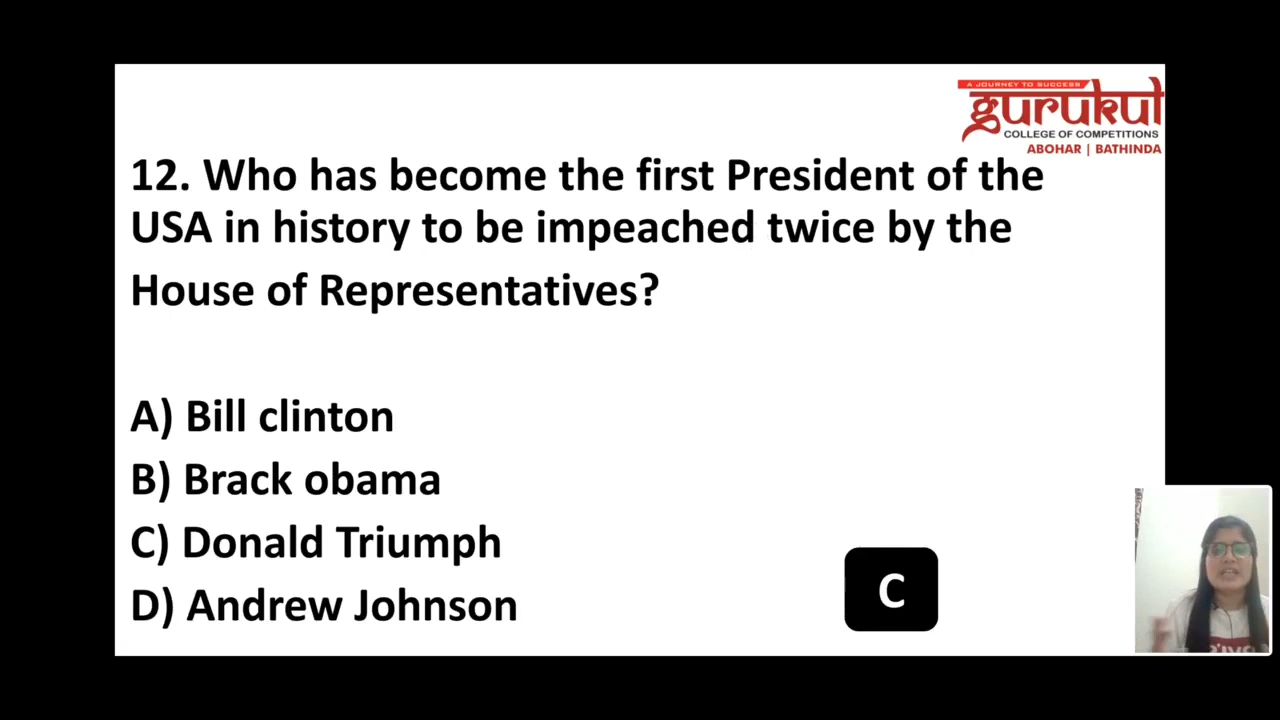 A JOURNEY TO SUCCESS
gurukul
COLLEGE OF COMPETITIONS
ABOHAR | BATHINDA
12. Who has become the first President of the
USA in history to be impeached twice by the
House of Representatives?
A) Bill clinton
B) Brack obama
C) Donald Triumph
D) Andrew Johnson
C